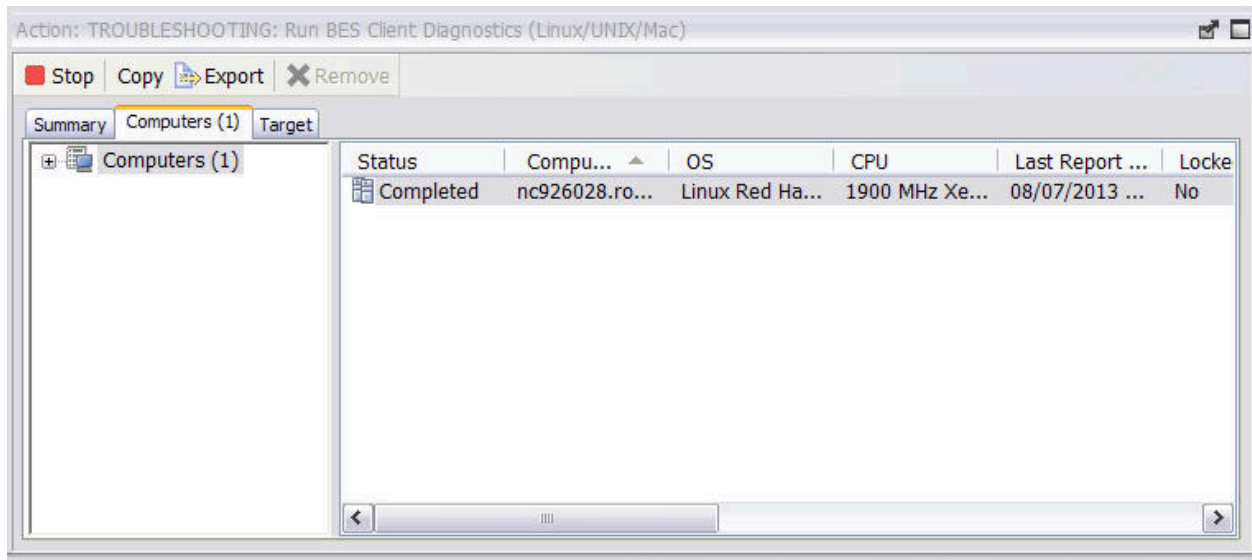 Action: TROUBLESHOOTING: Run BES Client Diagnostics (Linux/UNIX/Mac)
Stop Copy Export Remove
Summary Computers (1) Target
Computers (1)
Status Compu... OS CPU Last Report ... Locke
Completed nc926028.ro... Linux Red Ha... 1900 MHz Xe... 08/07/2013 ... No